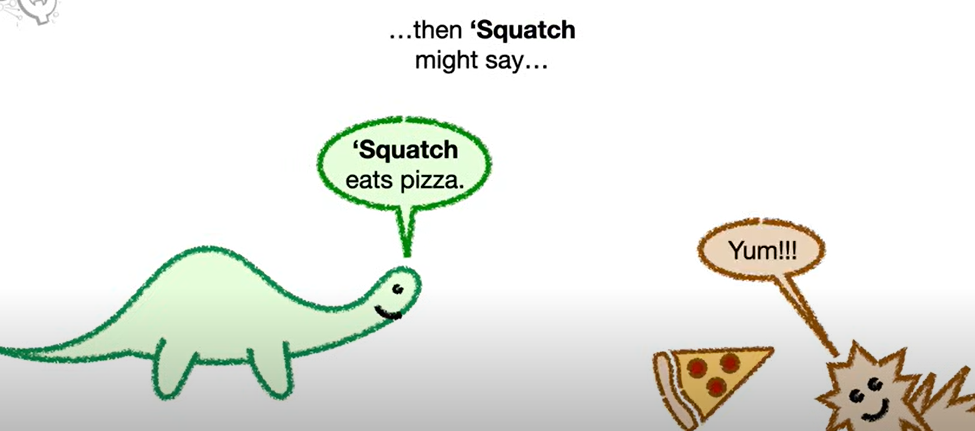 …then ‘Squatch
might say…
‘Squatch
eats pizza.
Yum!!!